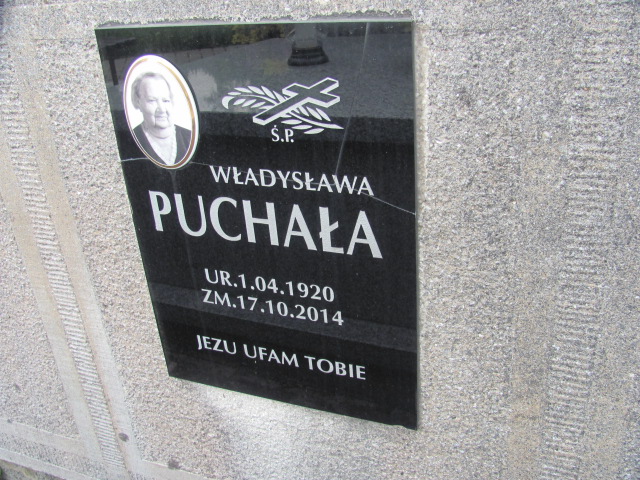 Ś.P.
WŁADYSŁAWA
PUCHAŁA
UR.1.04.1920
ZM.17.10.2014
JEZU UFAM TOBIE